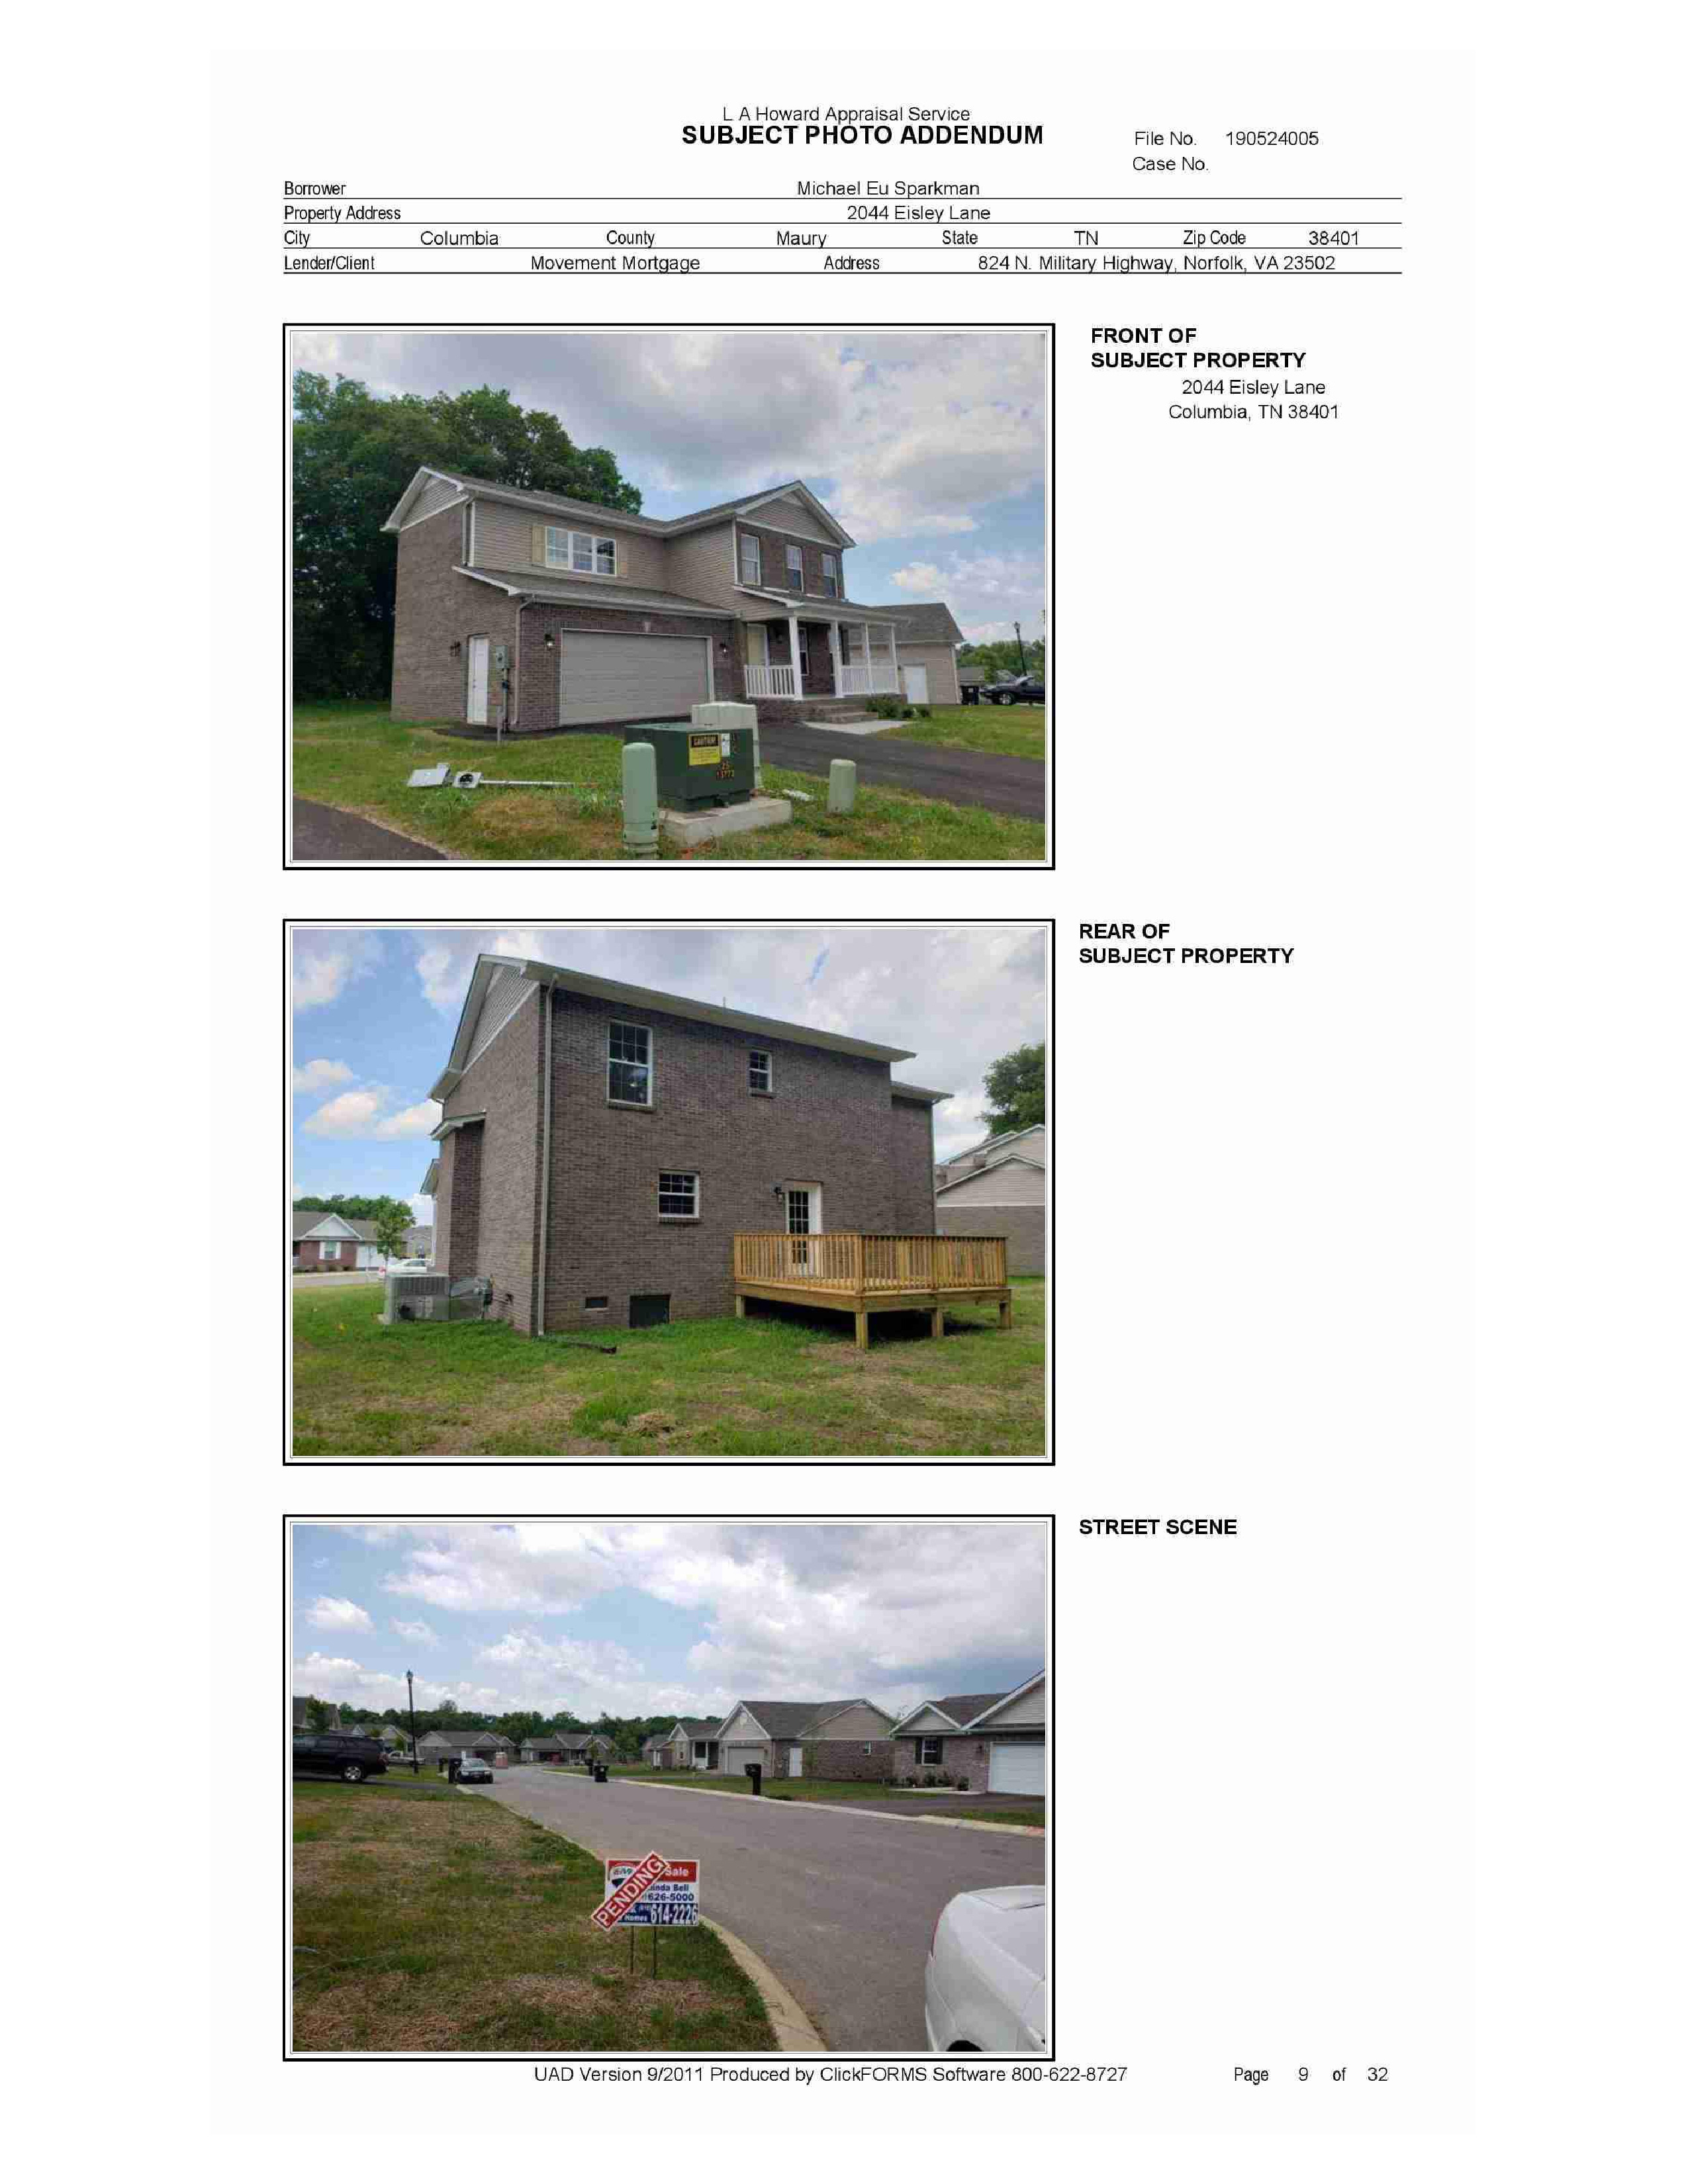 L A Howard Appraisal Service
SUBJECT PHOTO ADDENDUM
File No. 190524005
Case No.
Borrower Michael Eu Sparkman
Property Address 2044 Eisley Lane
City Columbia County Maury State TN Zip Code 38401
Lender/Client Movement Mortgage Address 824 N. Military Highway, Norfolk, VA 23502
FRONT OF
SUBJECT PROPERTY
2044 Eisley Lane
Columbia, TN 38401
CAUTION
REAR OF
SUBJECT PROPERTY
STREET SCENE
Sale
PENDING
Bell
626-5000
614-2226
Homes
UAD Version 9/2011 Produced by ClickFORMS Software 800-622-8727 Page 9 of 32